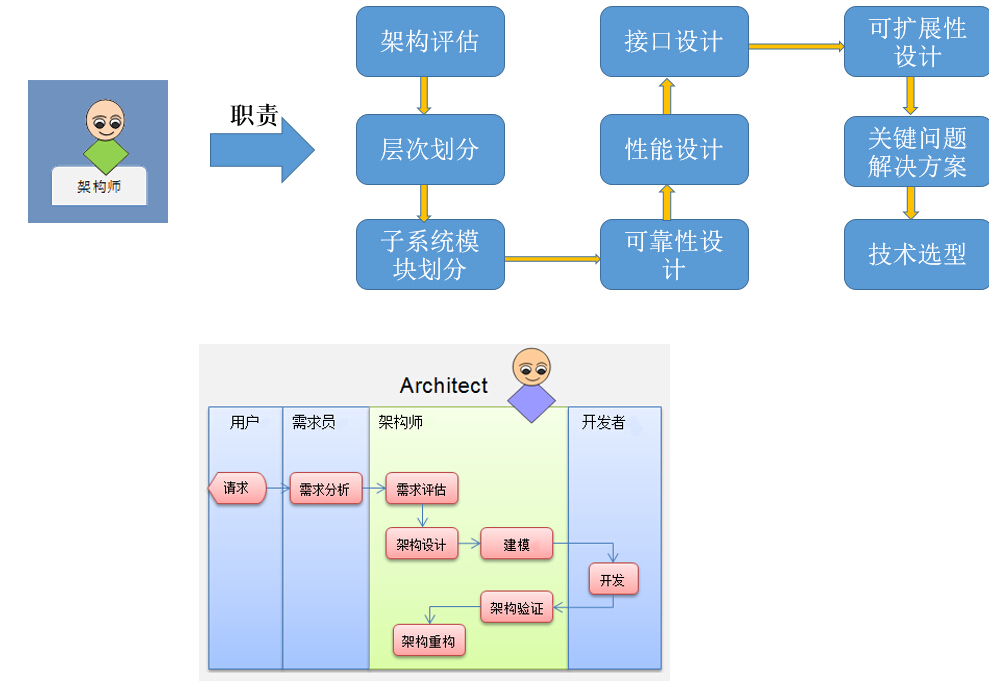 架构师
职责
架构评估
层次划分
子系统模
块划分
可靠性设
计
性能设计
接口设计
可扩展性
设计
关键问题
解决方案
技术选型
Architect
用户
需求员
架构师
开发者
请求
需求分析
需求评估
架构设计
建模
开发
架构验证
架构重构